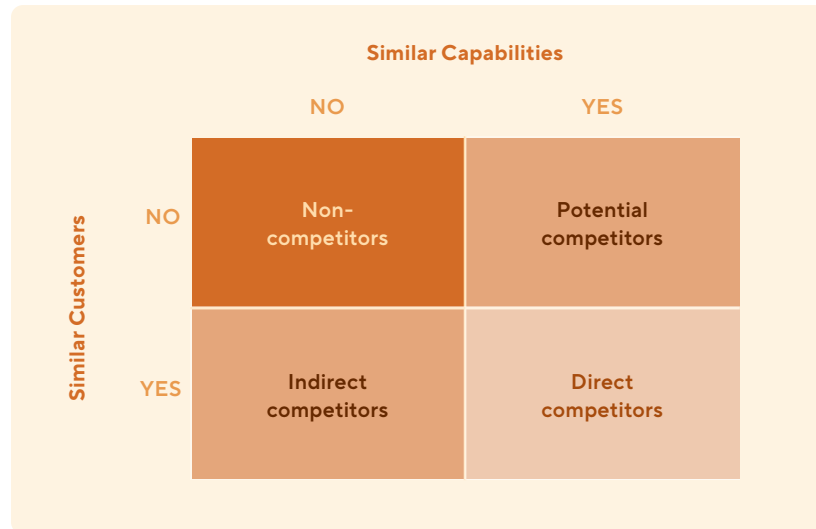 Similar Capabilities
NO
YES
Similar Customers
NO
Non-
competitors
Potential
competitors
YES
Indirect
competitors
Direct
competitors